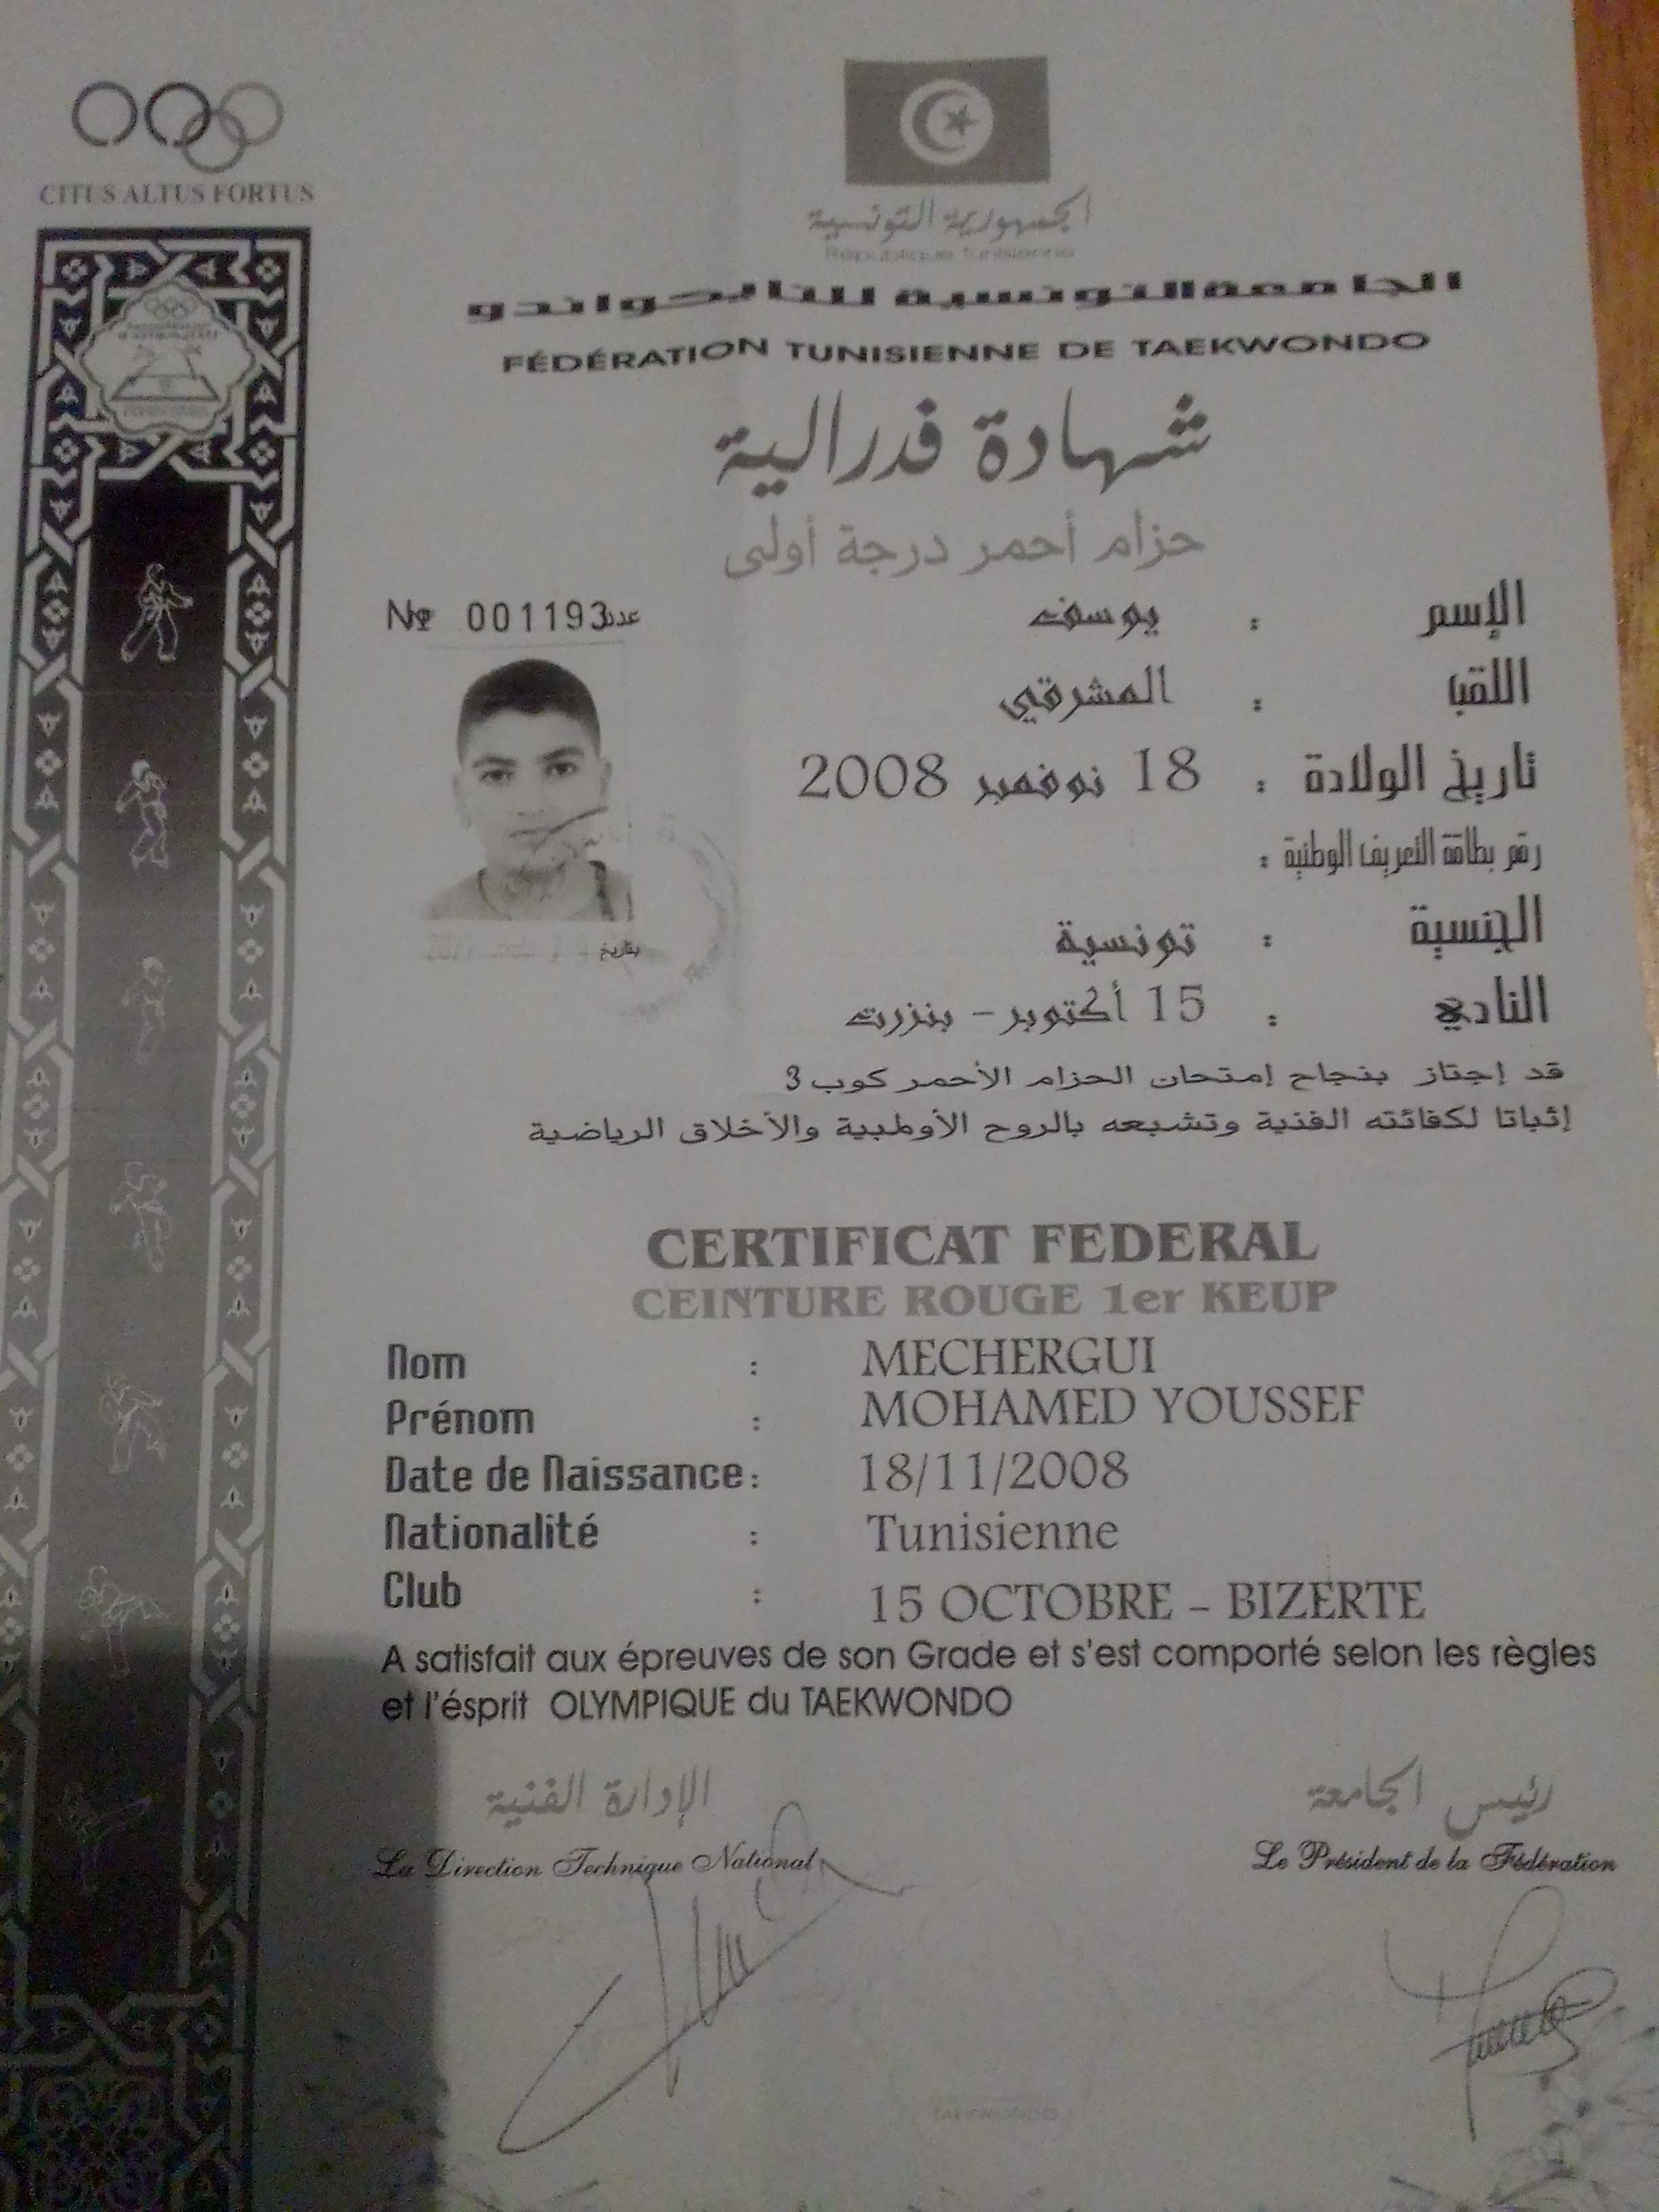 CITUS ALTUS FORTUS
الجمهورية التونسية
République Tunisienne
الجامعة التونسية للتايكواندو
FÉDÉRATION TUNISIENNE DE TAEKWONDO
شهادة فدرالية
حزام أحمر درجة أولى
№ 001193 عدد
الإسم : يوسف
اللقب : المشرقي
تاريخ الولادة : 18 نوفمبر 2008
رقم بطاقة التعريف الوطنية :
الجنسية : تونسية
بتاريخ
النادي : 15 أكتوبر - بنزرت
قد إجتاز بنجاح إمتحان الحزام الأحمر كوب 3
إثباتا لكفائته الفنية وتشبعه بالروح الأولمبية والأخلاق الرياضية
CERTIFICAT FEDERAL
CEINTURE ROUGE 1er KEUP
Nom : MECHERGUI
Prénom : MOHAMED YOUSSEF
Date de Naissance : 18/11/2008
Nationalité : Tunisienne
Club : 15 OCTOBRE - BIZERTE
A satisfait aux épreuves de son Grade et s'est comporté selon les règles
et l'ésprit OLYMPIQUE du TAEKWONDO
الإدارة الفنية
رئيس الجامعة
La Direction Technique National
Le Président de la Fédération
TAEKWONDO